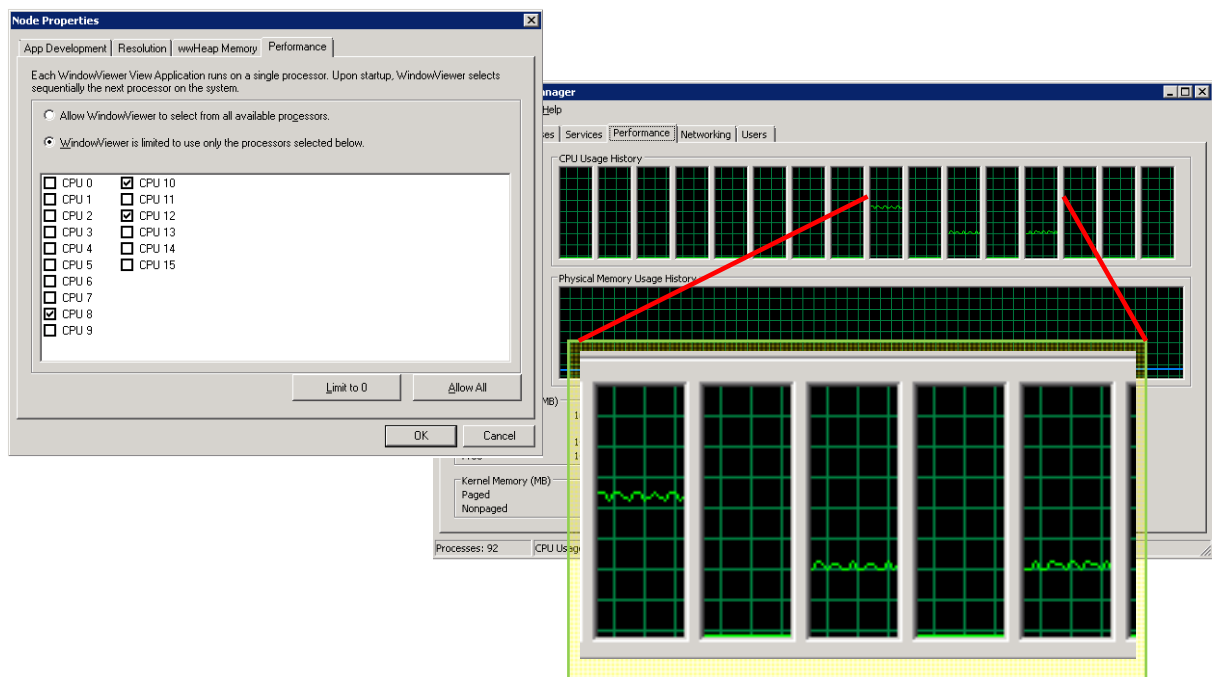 Node Properties
App Development
Resolution
wwHeap Memory
Performance
Each WindowViewer View Application runs on a single processor. Upon startup, WindowViewer selects
sequentially the next processor on the system.
Allow WindowViewer to select from all available processors.
WindowViewer is limited to use only the processors selected below.
CPU 0
CPU 1
CPU 2
CPU 3
CPU 4
CPU 5
CPU 6
CPU 7
CPU 8
CPU 9
CPU 10
CPU 11
CPU 12
CPU 13
CPU 14
CPU 15
Limit to 0
Allow All
OK
Cancel
Help
Services
Performance
Networking
Users
CPU Usage History
Physical Memory Usage History
Kernel Memory (MB)
Paged
Nonpaged
Processes: 92